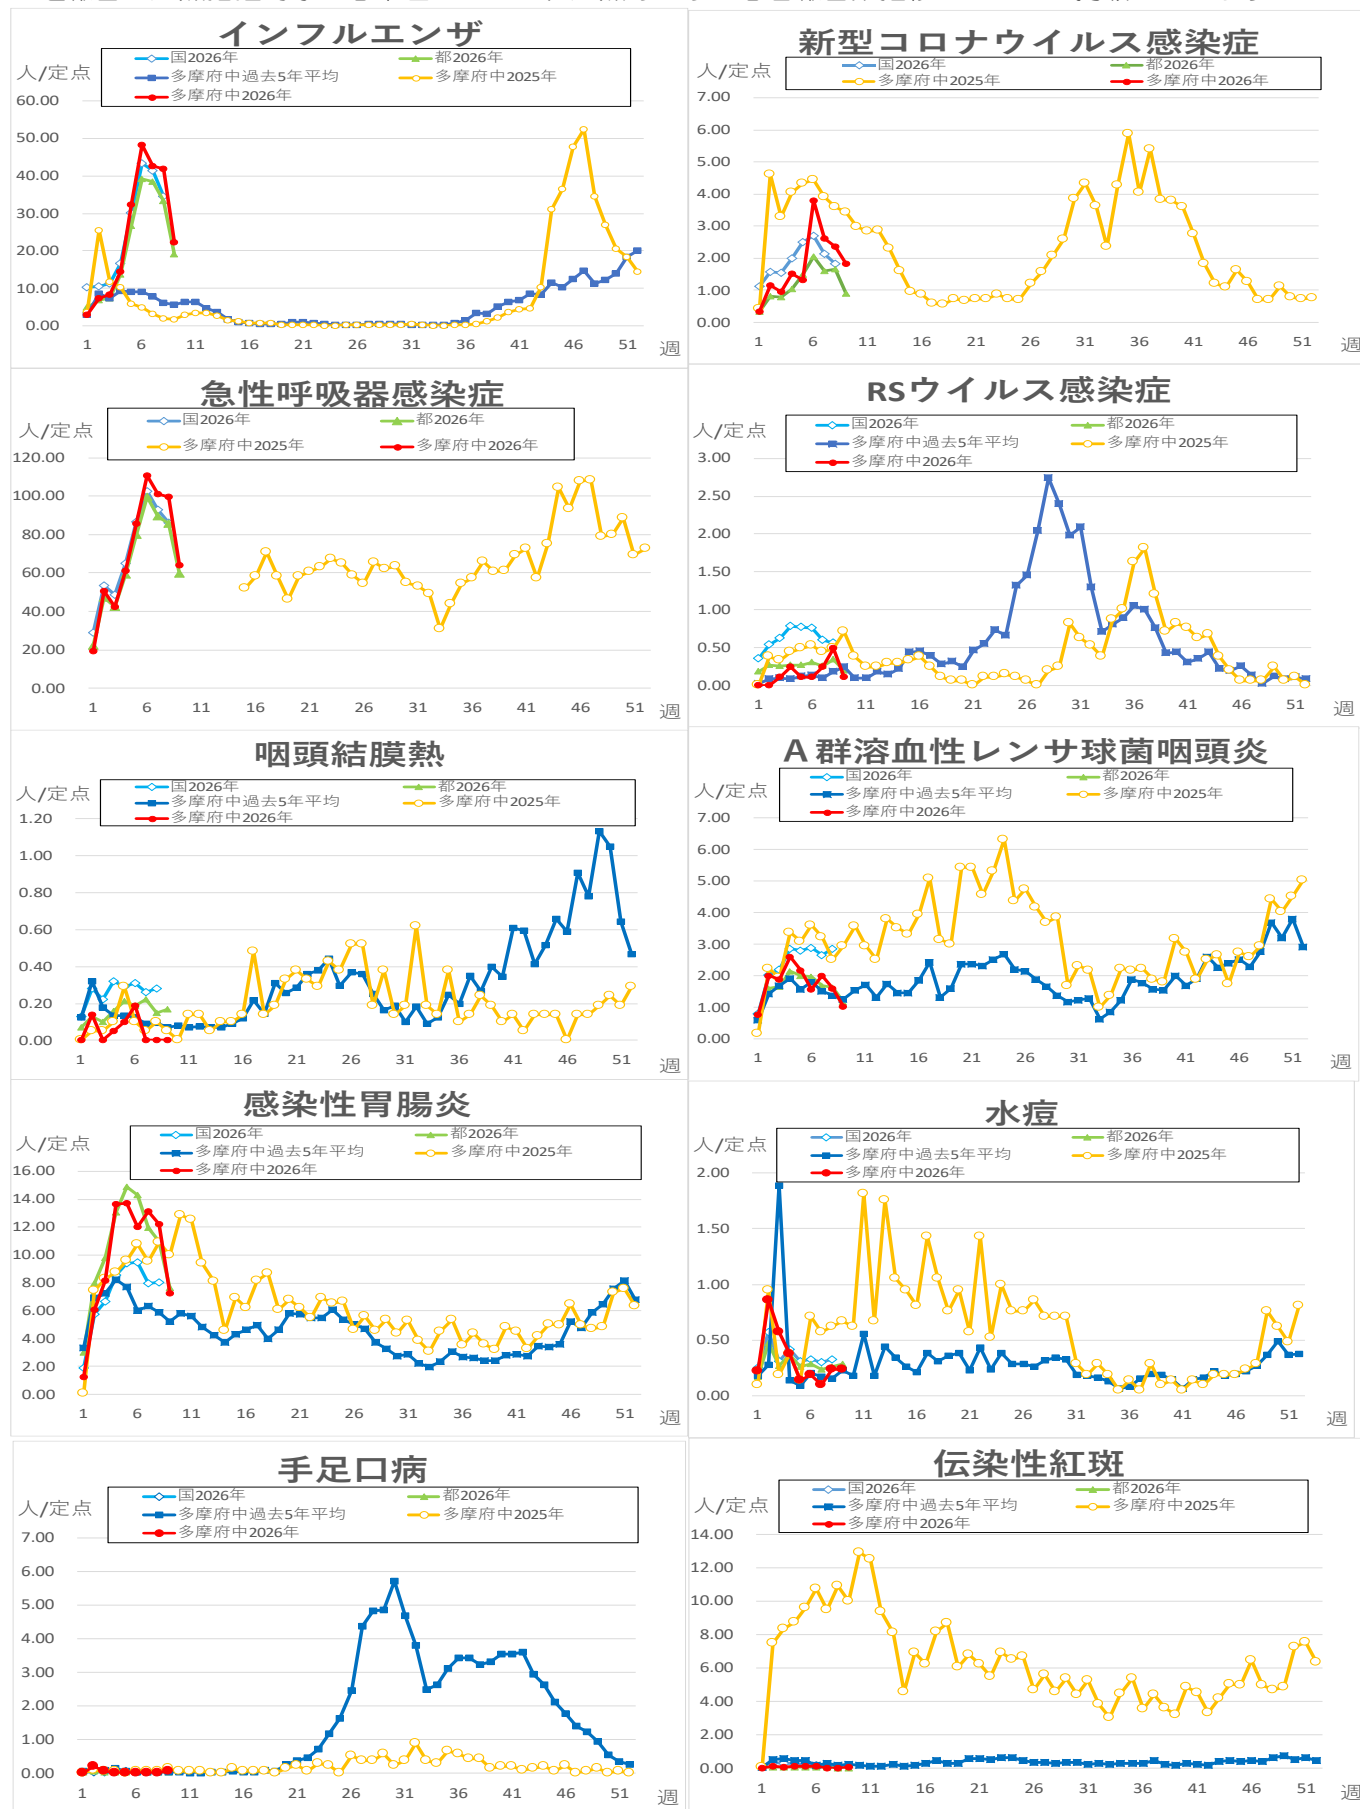 インフルエンザ
人/定点
国2026年
都2026年
多摩府中過去5年平均
多摩府中2025年
多摩府中2026年
60.00
50.00
40.00
30.00
20.00
10.00
0.00
1 6 11 16 21 26 31 36 41 46 51 週
新型コロナウイルス感染症
人/定点
国2026年
都2026年
多摩府中2025年
多摩府中2026年
7.00
6.00
5.00
4.00
3.00
2.00
1.00
0.00
1 6 11 16 21 26 31 36 41 46 51 週
急性呼吸器感染症
国2026年
都2026年
人/定点
多摩府中2025年
多摩府中2026年
120.00
100.00
80.00
60.00
40.00
20.00
0.00
1 6 11 16 21 26 31 36 41 46 51 週
RSウイルス感染症
国2026年
都2026年
人/定点
多摩府中過去5年平均
多摩府中2025年
多摩府中2026年
3.00
2.50
2.00
1.50
1.00
0.50
0.00
1 6 11 16 21 26 31 36 41 46 51 週
咽頭結膜熱
国2026年
都2026年
人/定点
多摩府中過去5年平均
多摩府中2025年
多摩府中2026年
1.20
1.00
0.80
0.60
0.40
0.20
0.00
1 6 11 16 21 26 31 36 41 46 51 週
A群溶血性レンサ球菌咽頭炎
国2026年
都2026年
人/定点
多摩府中過去5年平均
多摩府中2025年
多摩府中2026年
7.00
6.00
5.00
4.00
3.00
2.00
1.00
0.00
1 6 11 16 21 26 31 36 41 46 51 週
感染性胃腸炎
国2026年
都2026年
人/定点
多摩府中過去5年平均
多摩府中2025年
多摩府中2026年
16.00
14.00
12.00
10.00
8.00
6.00
4.00
2.00
0.00
1 6 11 16 21 26 31 36 41 46 51 週
水痘
国2026年
都2026年
人/定点
多摩府中過去5年平均
多摩府中2025年
多摩府中2026年
2.00
1.50
1.00
0.50
0.00
1 6 11 16 21 26 31 36 41 46 51 週
手足口病
国2026年
都2026年
人/定点
多摩府中過去5年平均
多摩府中2025年
多摩府中2026年
7.00
6.00
5.00
4.00
3.00
2.00
1.00
0.00
1 6 11 16 21 26 31 36 41 46 51 週
伝染性紅斑
国2026年
都2026年
人/定点
多摩府中過去5年平均
多摩府中2025年
多摩府中2026年
14.00
12.00
10.00
8.00
6.00
4.00
2.00
0.00
1 6 11 16 21 26 31 36 41 46 51 週